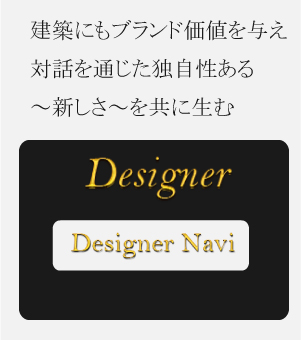 建築にもブランド価値を与え
対話を通じた独自性ある
～新しさ～を共に生む
Designer
Designer Navi